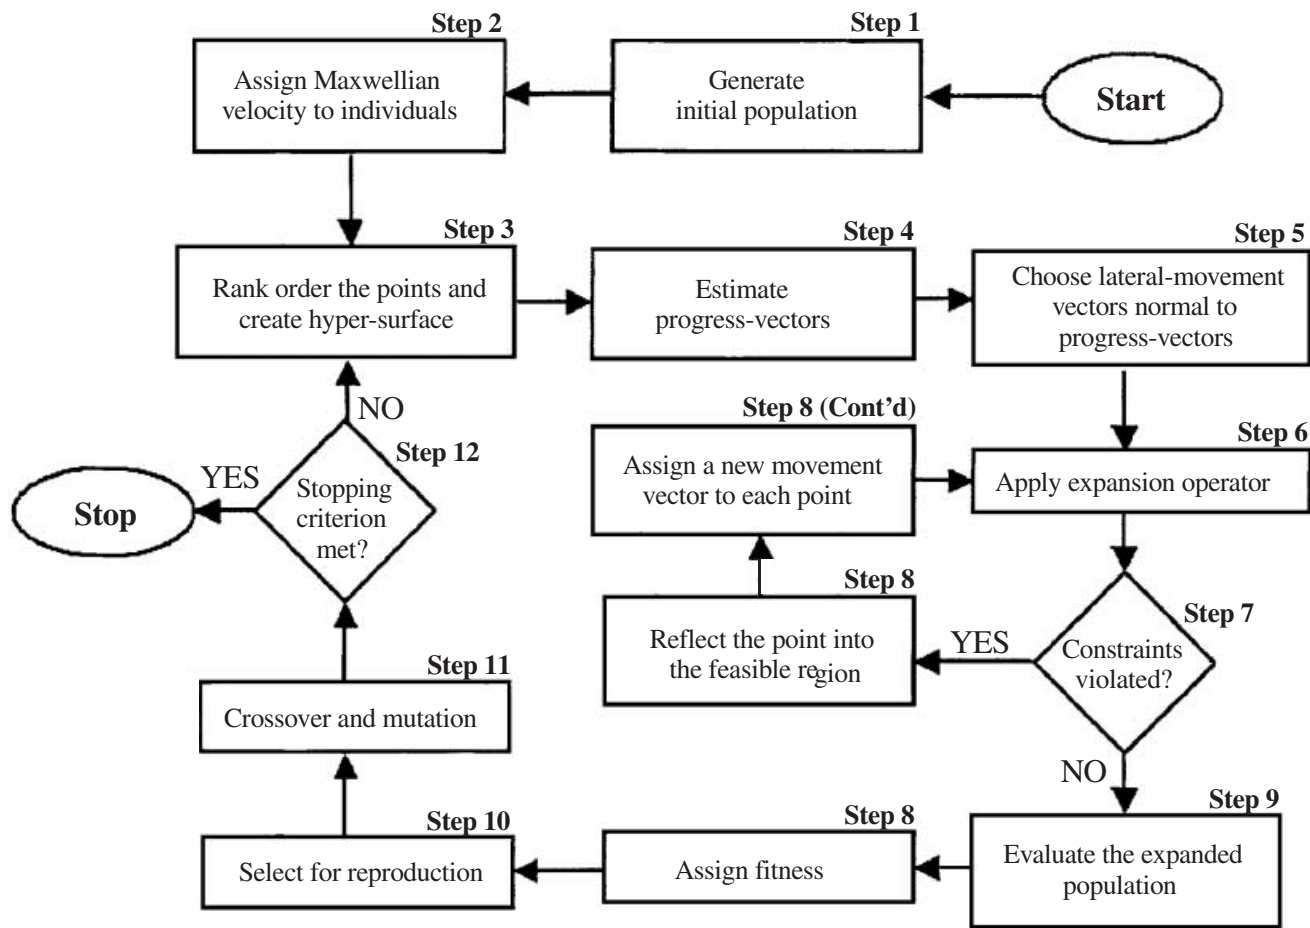 Step 1
Step 2
Start
Generate
initial population
Assign Maxwellian
velocity to individuals
Step 3
Rank order the points and
create hyper-surface
Step 4
Estimate
progress-vectors
Step 5
Choose lateral-movement
vectors normal to
progress-vectors
Step 6
Apply expansion operator
Step 7
Constraints
violated?
YES
Step 8
Reflect the point into
the feasible region
Step 8 (Cont’d)
Assign a new movement
vector to each point
NO
Step 9
Evaluate the expanded
population
Step 8
Assign fitness
Step 10
Select for reproduction
Step 11
Crossover and mutation
Step 12
Stopping
criterion
met?
NO
YES
Stop